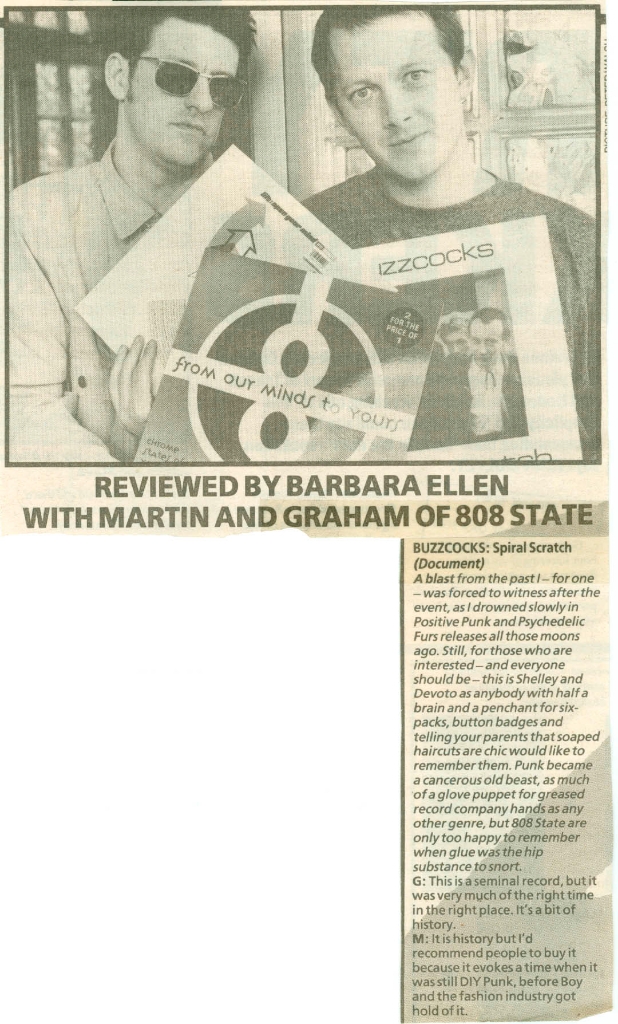 IZZCOCKS
2
FOR THE
PRICE OF
1
from our minds to yours
8
CHROME
REVIEWED BY BARBARA ELLEN
WITH MARTIN AND GRAHAM OF 808 STATE
BUZZCOCKS: Spiral Scratch
(Document)
A blast from the past I – for one
– was forced to witness after the
event, as I drowned slowly in
Positive Punk and Psychedelic
Furs releases all those moons
ago. Still, for those who are
interested – and everyone
should be – this is Shelley and
Devoto as anybody with half a
brain and a penchant for six-
packs, button badges and
telling your parents that soaped
haircuts are chic would like to
remember them. Punk became
a cancerous old beast, as much
of a glove puppet for greased
record company hands as any
other genre, but 808 State are
only too happy to remember
when glue was the hip
substance to snort.
G: This is a seminal record, but it
was very much of the right time
in the right place. It's a bit of
history.
M: It is history but I'd
recommend people to buy it
because it evokes a time when it
was still DIY Punk, before Boy
and the fashion industry got
hold of it.